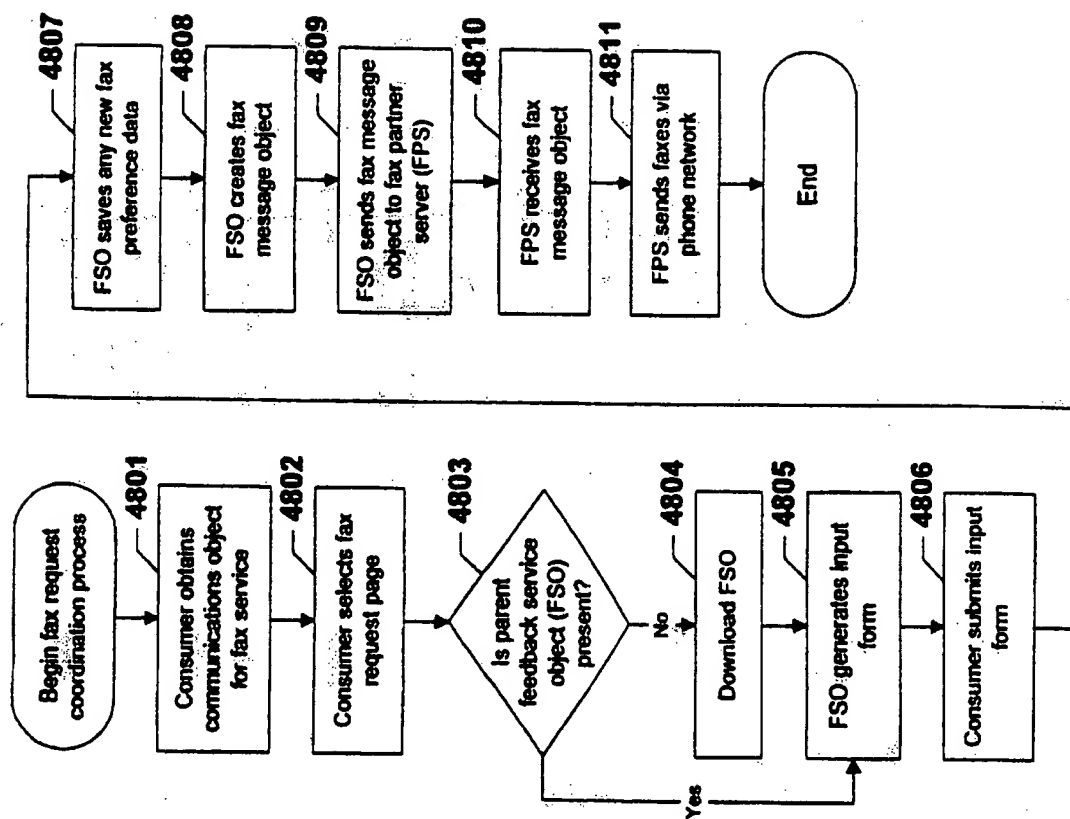 Begin fax request
coordination process
4801
Consumer obtains
communications object
for fax service
4802
Consumer selects fax
request page
4803
Is parent
feedback service
object (FSO)
present?
No
Yes
4804
Download FSO
4805
FSO generates input
form
4806
Consumer submits input
form
4807
FSO saves any new fax
preference data
4808
FSO creates fax
message object
4809
FSO sends fax message
object to fax partner
server (FPS)
4810
FPS receives fax
message object
4811
FPS sends faxes via
phone network
End